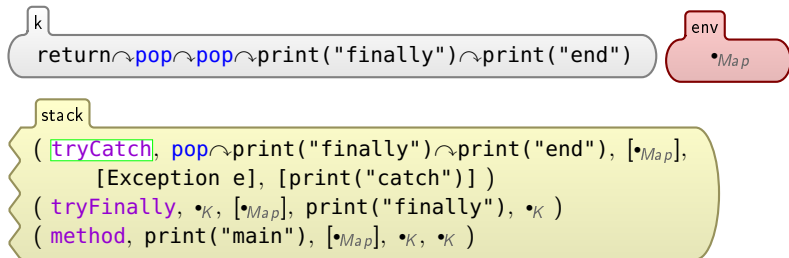 k
return↷pop↷pop↷print("finally")↷print("end")
env
•Map
stack
( tryCatch, pop↷print("finally")↷print("end"), [•Map],
[Exception e], [print("catch")] )
( tryFinally, •K, [•Map], print("finally"), •K )
( method, print("main"), [•Map], •K, •K )